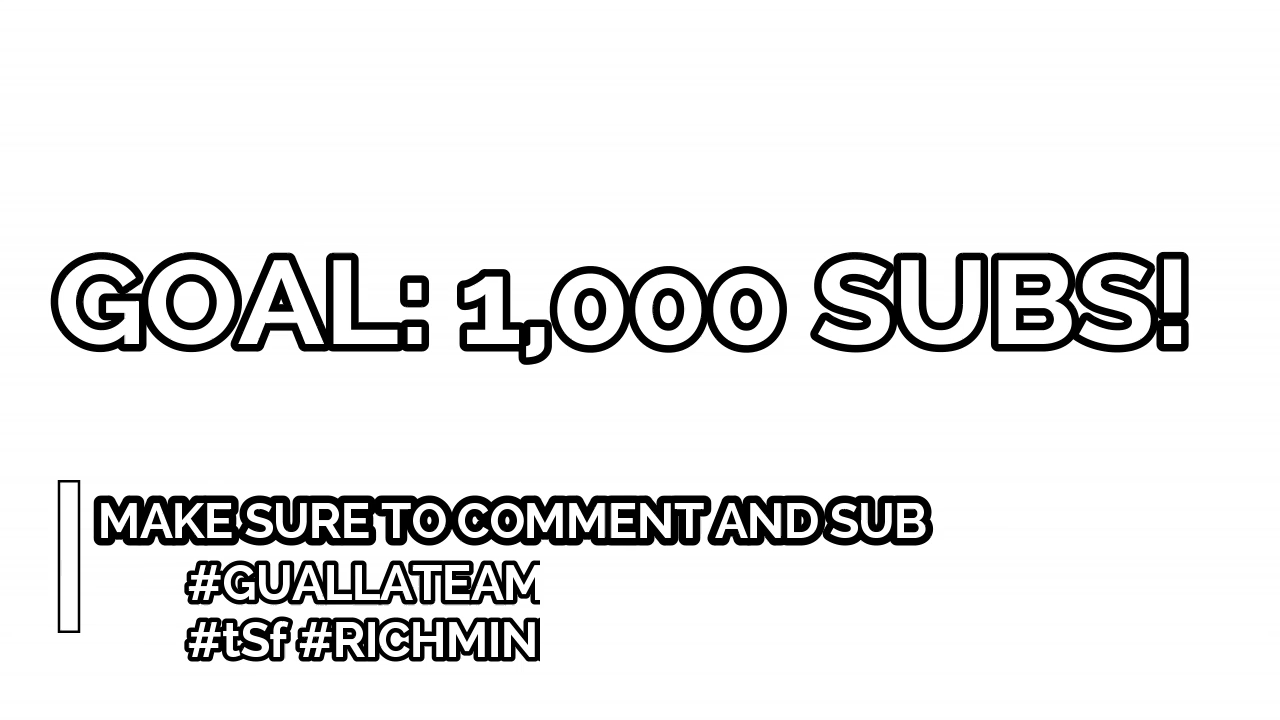 GOAL: 1,000 SUBS!
MAKE SURE TO COMMENT AND SUB
#GUALLATEAM
#tSf #RICHMIN